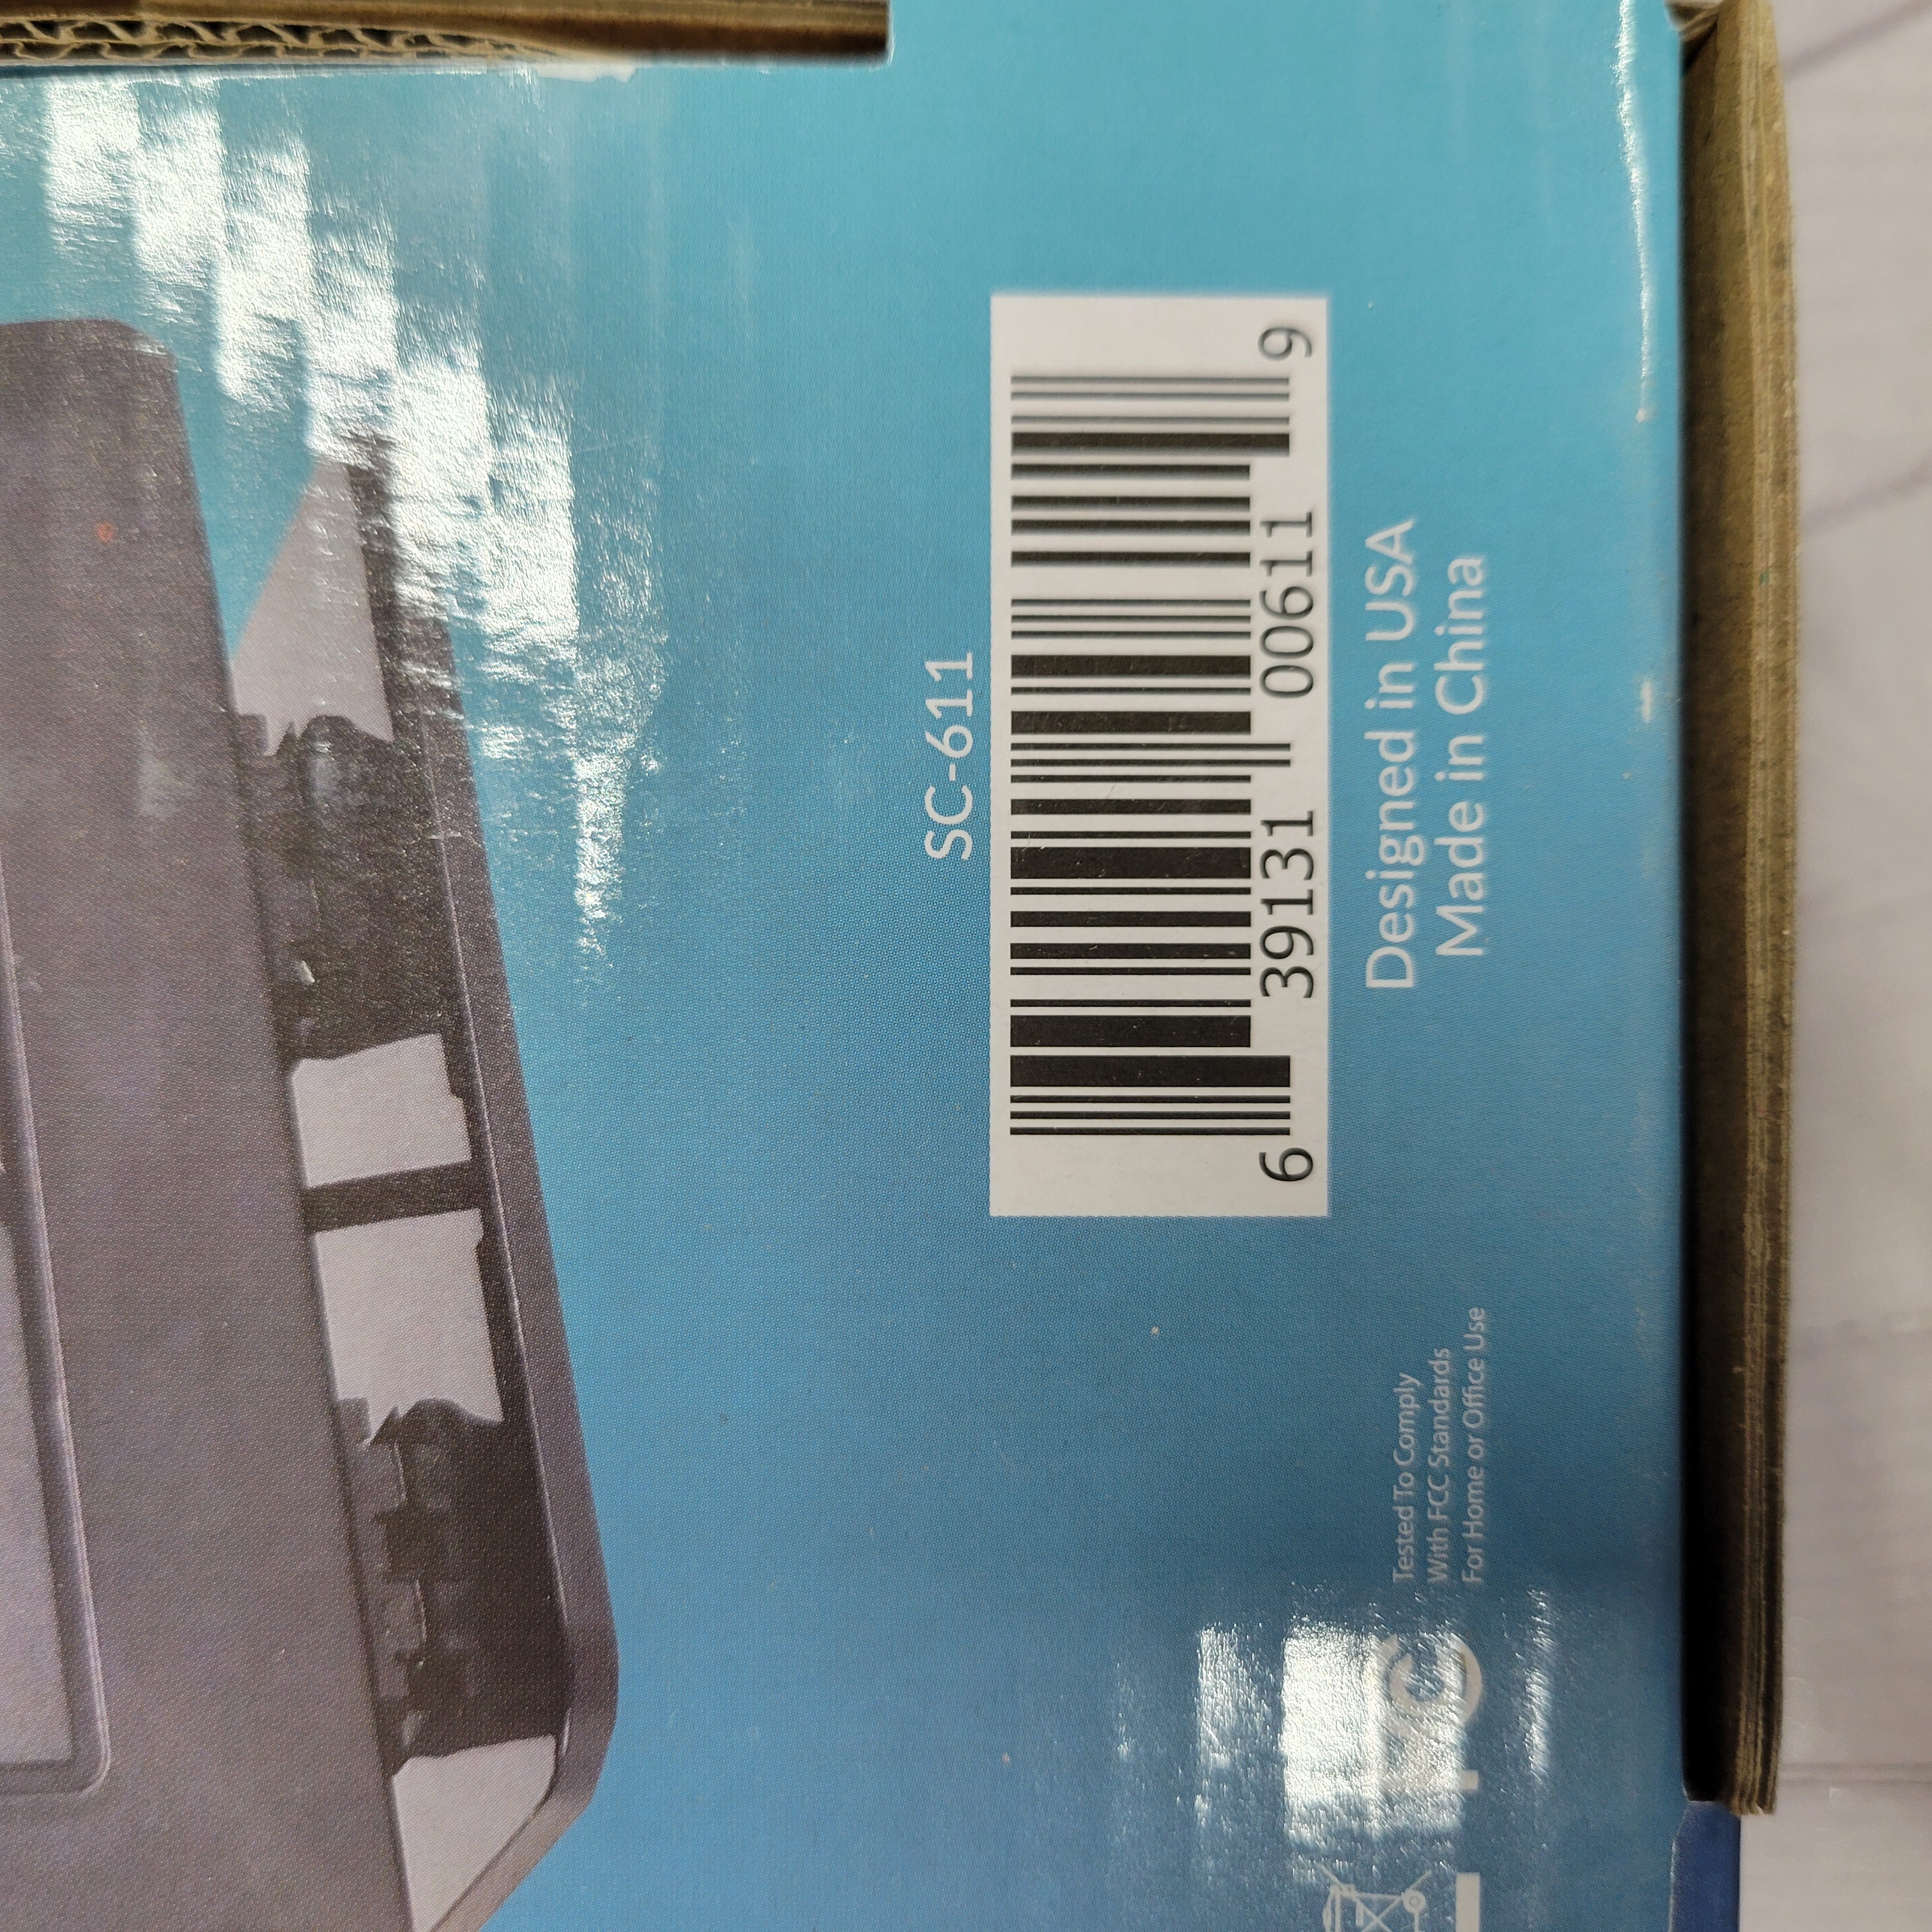 SC-611
6 39131 00611 9
Designed in USA
Made in China
Tested To Comply
With FCC Standards
For Home or Office Use